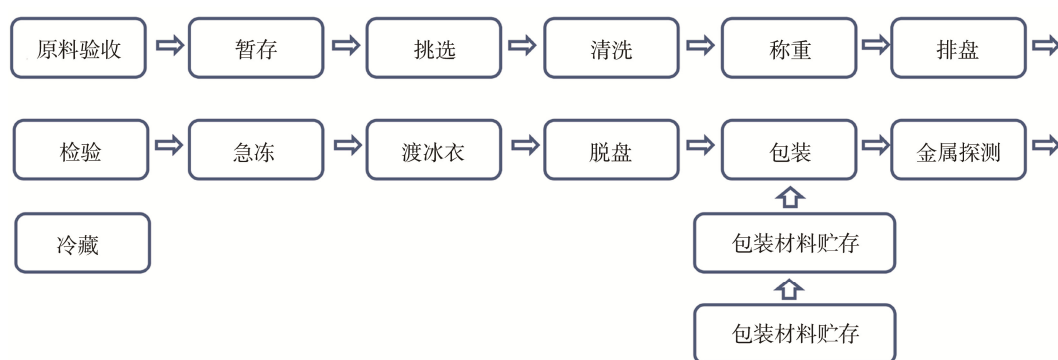 原料验收 暂存 挑选 清洗 称重 排盘
检验 急冻 渡冰衣 脱盘 包装 金属探测
冷藏 包装材料贮存
包装材料贮存